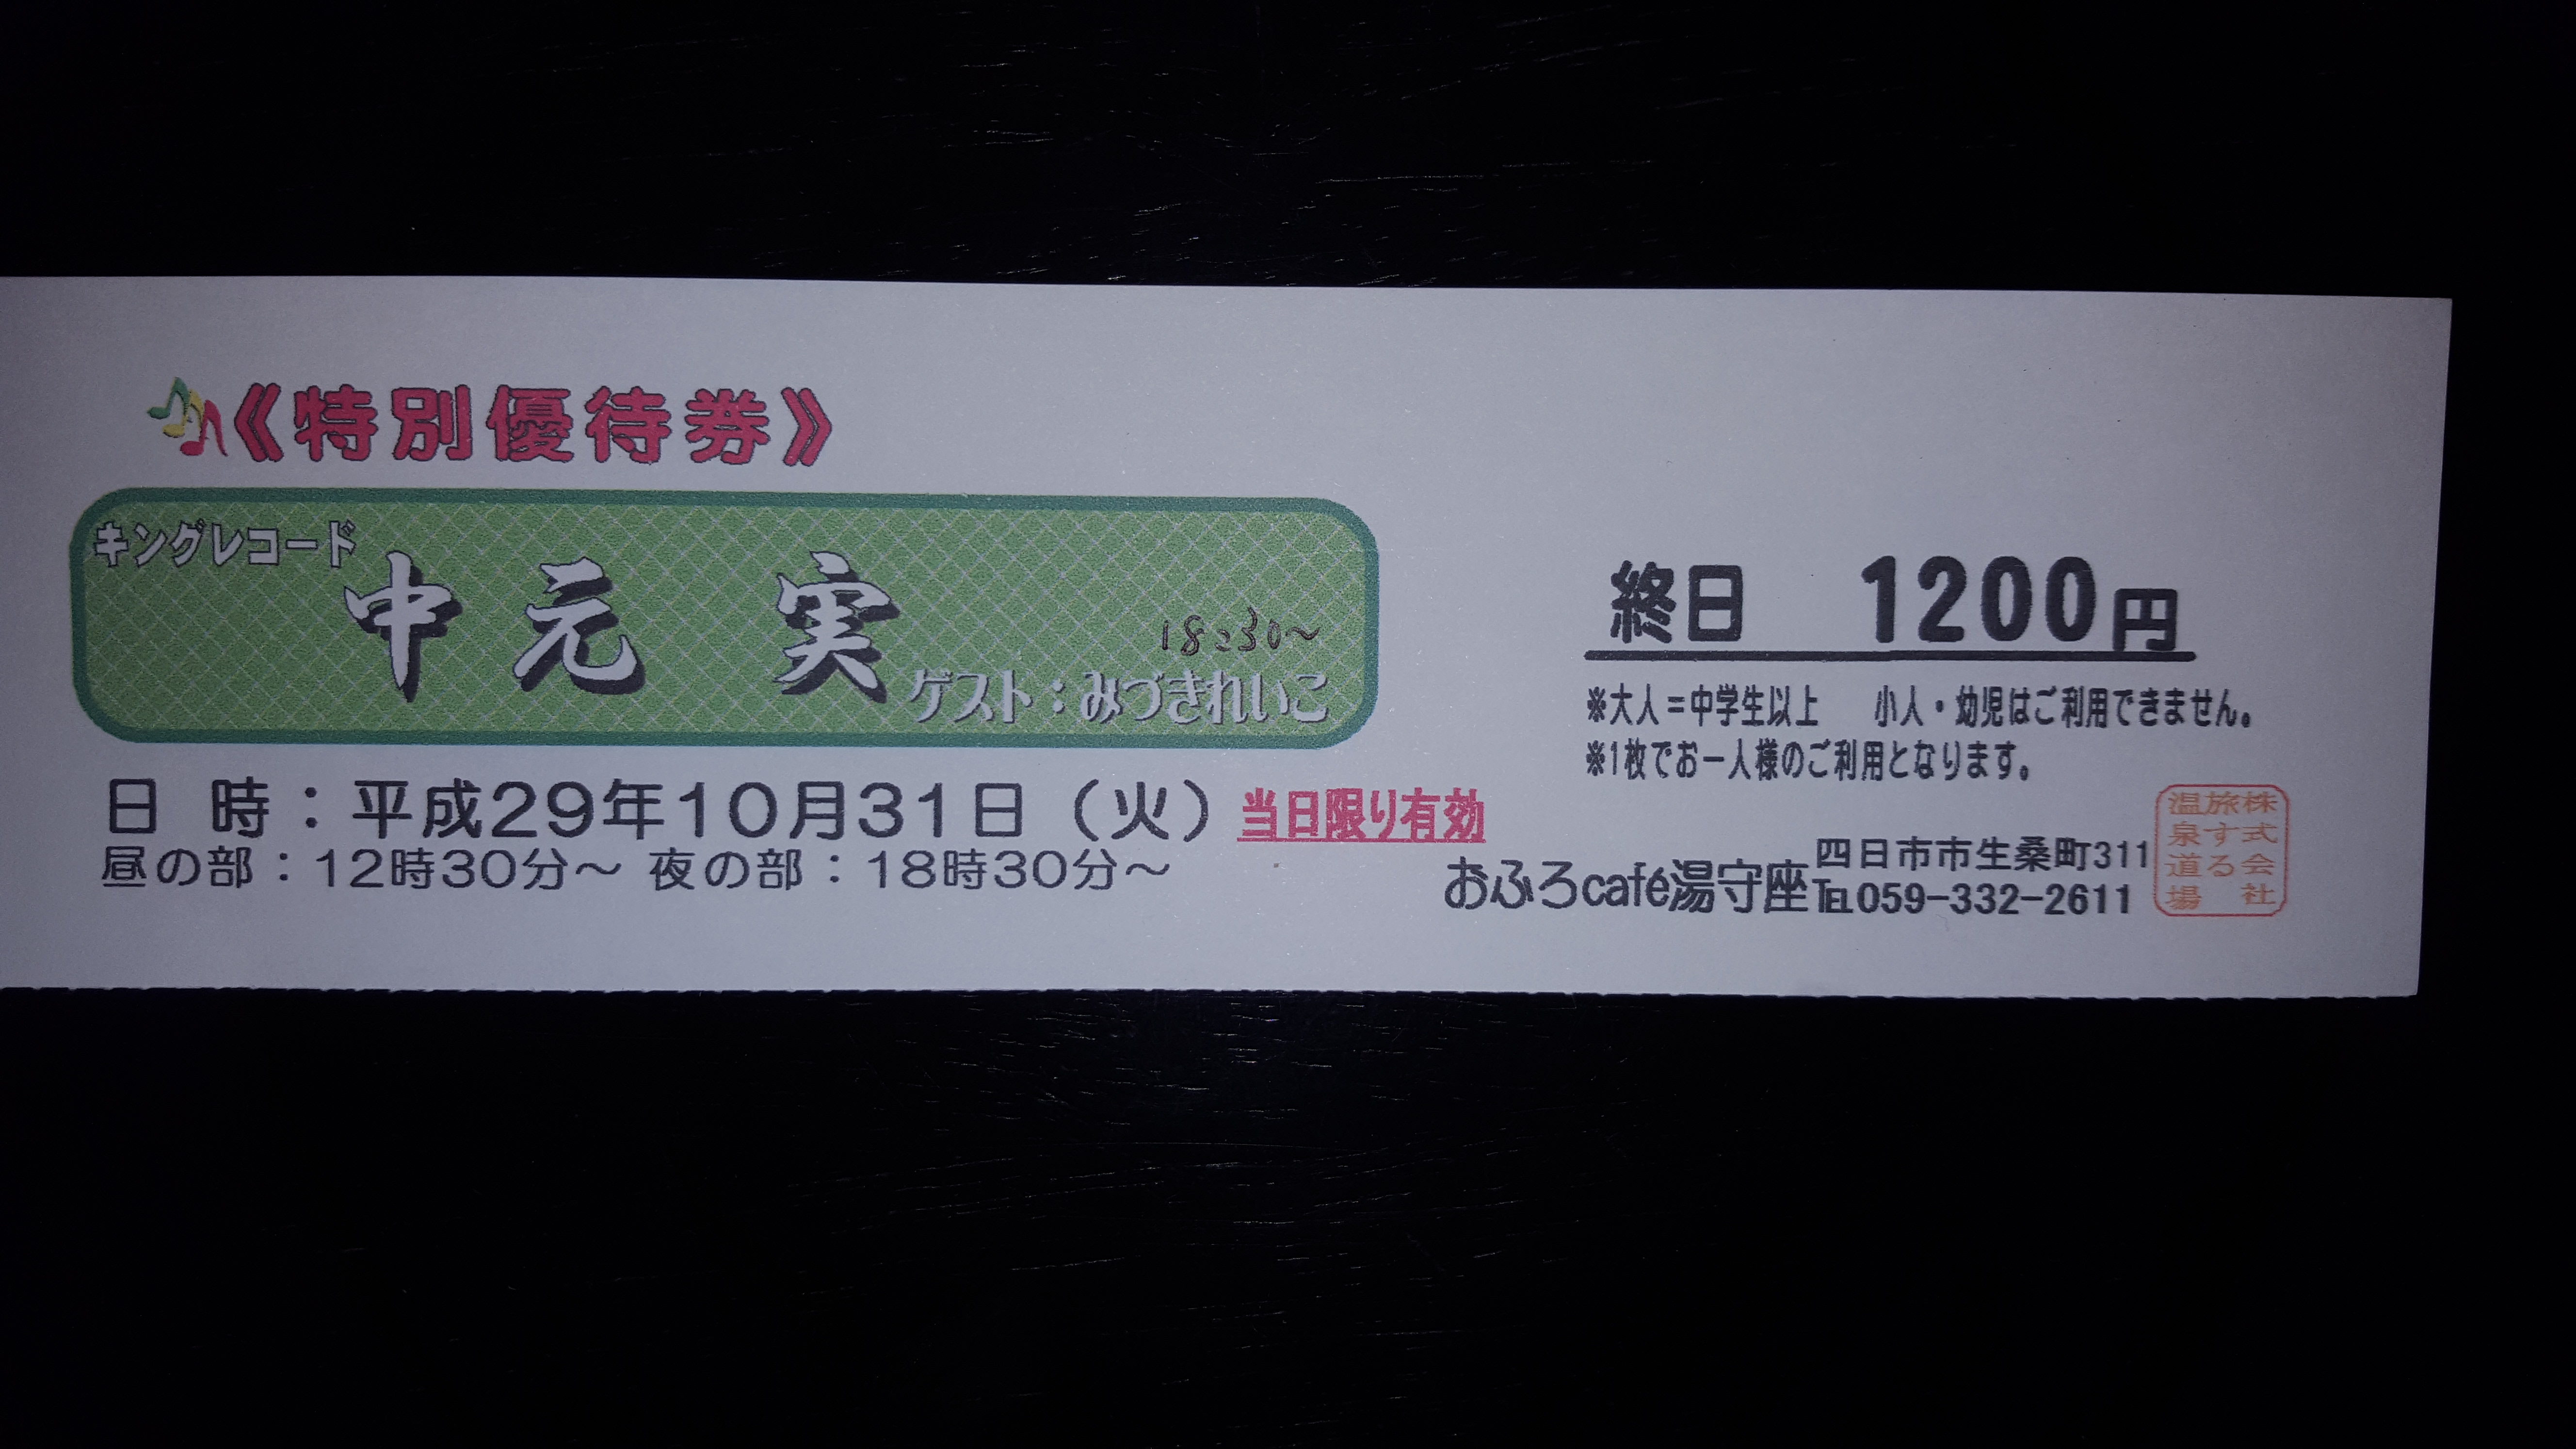 《特別優待券》
キングレコード
中元 実
18:30〜
ゲスト：みづきれいこ
日 時：平成29年10月31日（火）当日限り有効
昼の部：12時30分〜 夜の部：18時30分〜
終日 1200円
※大人＝中学生以上 小人・幼児はご利用できません。
※1枚でお一人様のご利用となります。
おふろcafé湯守座
四日市市生桑町311
℡059-332-2611
株式会社
旅する
温泉道場